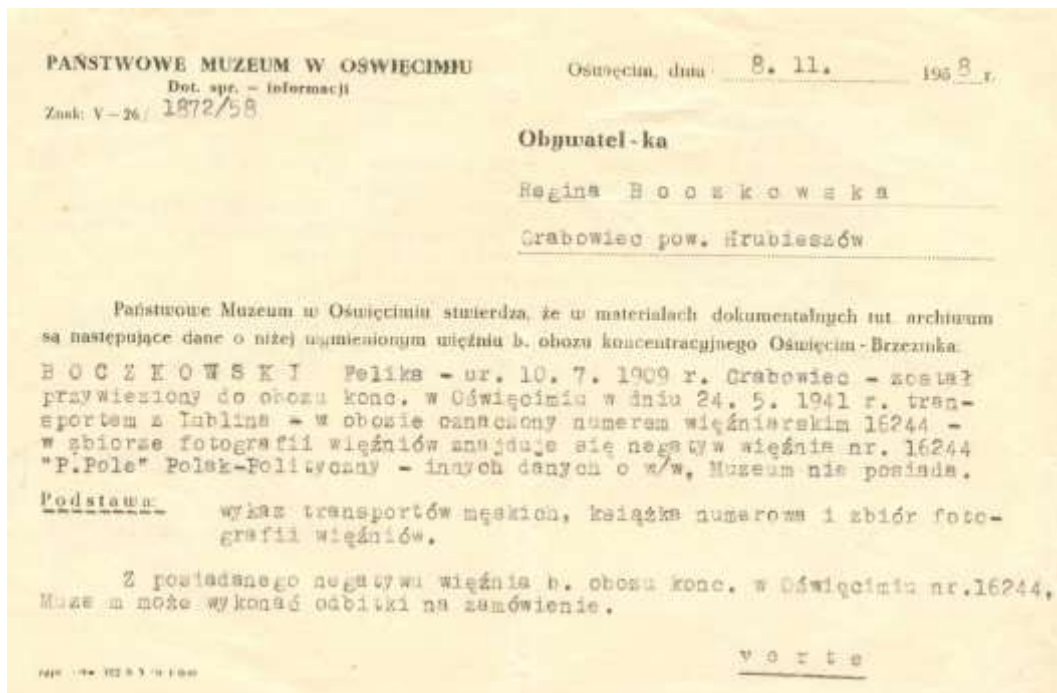 PAŃSTWOWE MUZEUM W OŚWIĘCIMIU
Dot. spr. – informacji
Znak: V – 26/ 1872/58
Oświęcim, dnia 8. 11. 1958 r.
Obywatel-ka
Regina B o c z k o w s k a
Grabowiec pow. Hrubieszów
Państwowe Muzeum w Oświęcimiu stwierdza, że w materiałach dokumentalnych tut. archiwum
są następujące dane o niżej wymienionym więźniu b. obozu koncentracyjnego Oświęcim-Brzezinka:
B O C Z K O W S K I Feliks - ur. 10. 7. 1909 r. Grabowiec - został
przywieziony do obozu konc. w Oświęcimiu w dniu 24. 5. 1941 r. tran-
sportem z Lublina - w obozie oznaczony numerem więźniarskim 16244 -
w zbiorze fotografii więźniów znajduje się negatyw więźnia nr. 16244
"P.Pole" Polak-Polityczny - innych danych o w/w, Muzeum nie posiada.
Podstawa:
wykaz transportów męskich, książka numerowa i zbiór foto-
grafii więźniów.
Z posiadanego negatywu więźnia b. obozu konc. w Oświęcimiu nr.16244,
Muze m może wykonać odbitki na zamówienie.
v e r t e